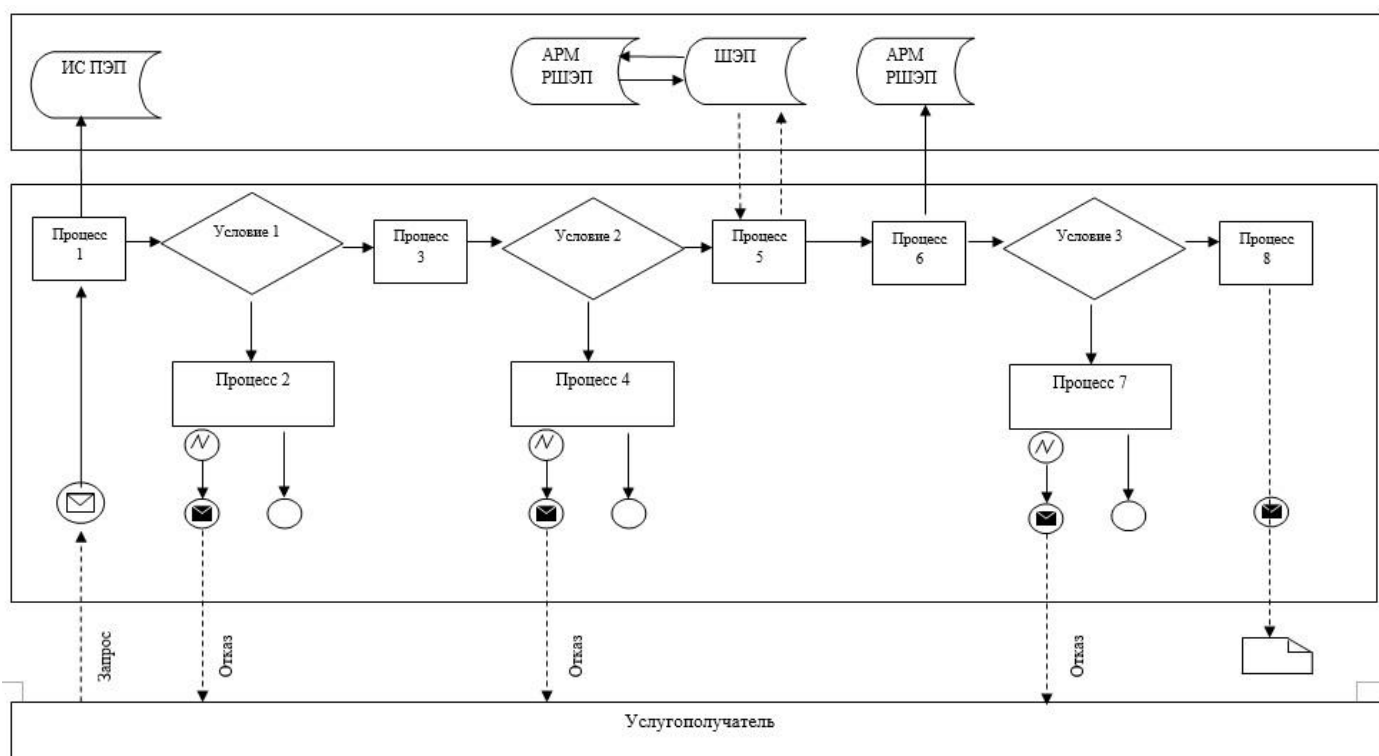 ИС ПЭП
АРМ
РШЭП
ШЭП
АРМ
РШЭП
Процесс
1
Условие 1
Процесс
3
Условие 2
Процесс
5
Процесс
6
Условие 3
Процесс
8
Процесс 2
Процесс 4
Процесс 7
Запрос
Отказ
Отказ
Отказ
Услугополучатель